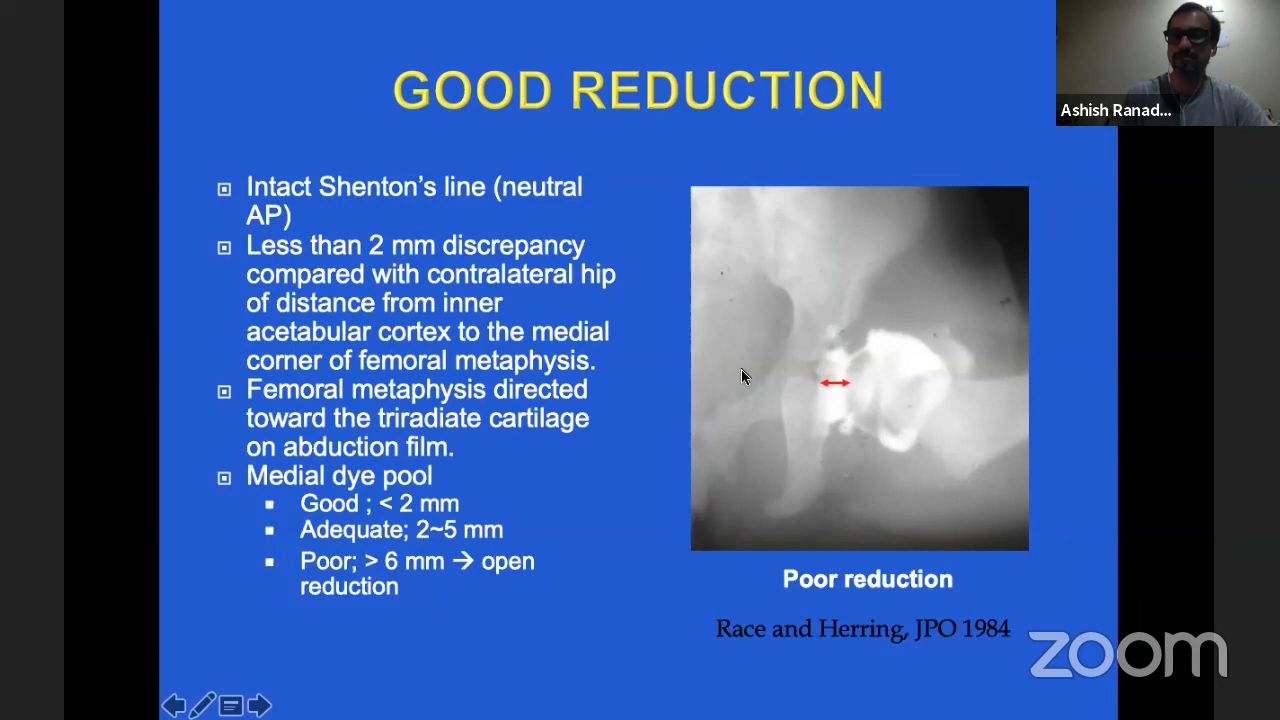 GOOD REDUCTION
Ashish Ranad...
Intact Shenton's line (neutral
AP)
Less than 2 mm discrepancy
compared with contralateral hip
of distance from inner
acetabular cortex to the medial
corner of femoral metaphysis.
Femoral metaphysis directed
toward the triradiate cartilage
on abduction film.
Medial dye pool
Good ; < 2 mm
Adequate; 2~5 mm
Poor; > 6 mm → open
reduction
Poor reduction
Race and Herring, JPO 1984
zoom